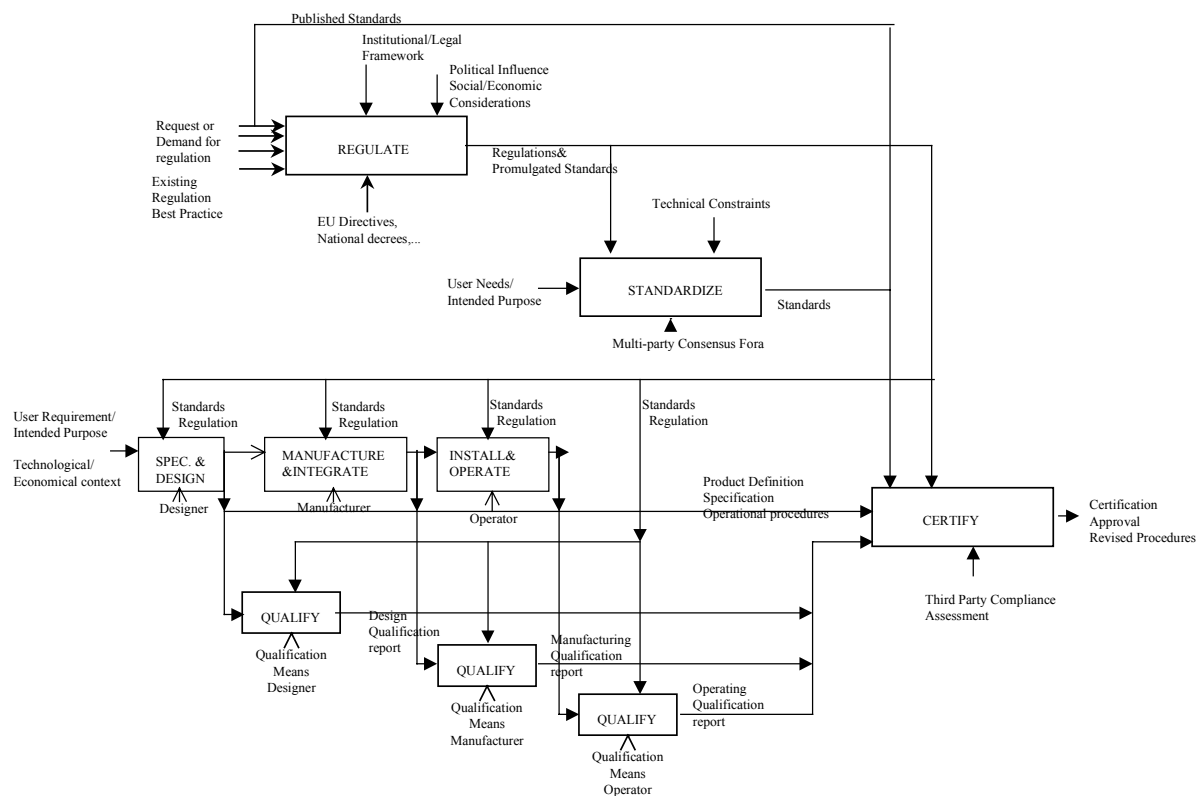 Published Standards
Institutional/Legal
Framework
Political Influence
Social/Economic
Considerations
Request or
Demand for
regulation
Existing
Regulation
Best Practice
REGULATE
Regulations&
Promulgated Standards
EU Directives,
National decrees,...
Technical Constraints
User Needs/
Intended Purpose
STANDARDIZE
Standards
Multi-party Consensus Fora
User Requirement/
Intended Purpose
Technological/
Economical context
Standards
Regulation
Standards
Regulation
Standards
Regulation
Standards
Regulation
SPEC. &
DESIGN
MANUFACTURE
&INTEGRATE
INSTALL&
OPERATE
Designer
Manufacturer
Operator
Product Definition
Specification
Operational procedures
CERTIFY
Certification
Approval
Revised Procedures
Third Party Compliance
Assessment
QUALIFY
Qualification
Means
Designer
Design
Qualification
report
QUALIFY
Qualification
Means
Manufacturer
Manufacturing
Qualification
report
QUALIFY
Qualification
Means
Operator
Operating
Qualification
report